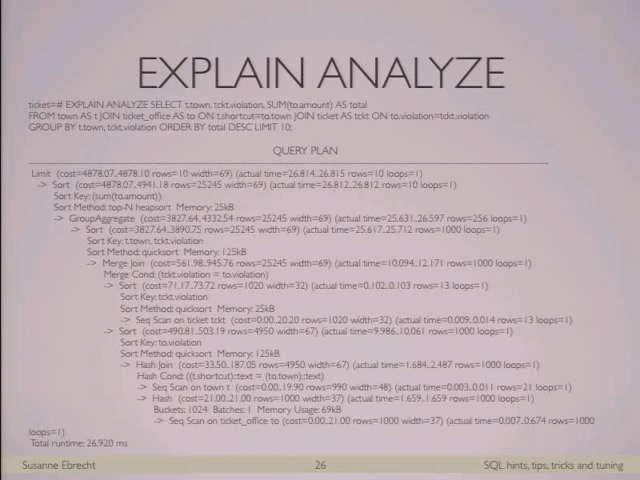 EXPLAIN ANALYZE
ticket=# EXPLAIN ANALYZE SELECT t.town, tckt.violation, SUM(to.amount) AS total
FROM town AS t JOIN ticket_office AS to ON t.shortcut=to.town JOIN ticket AS tckt ON to.violation=tckt.violation
GROUP BY t.town, tckt.violation ORDER BY total DESC LIMIT 10;
QUERY PLAN
Limit (cost=4878.07..4878.10 rows=10 width=69) (actual time=26.814..26.815 rows=10 loops=1)
-> Sort (cost=4878.07..4941.18 rows=25245 width=69) (actual time=26.812..26.812 rows=10 loops=1)
Sort Key: (sum(to.amount))
Sort Method: top-N heapsort Memory: 25kB
-> GroupAggregate (cost=3827.64..4332.54 rows=25245 width=69) (actual time=25.631..26.597 rows=256 loops=1)
-> Sort (cost=3827.64..3890.75 rows=25245 width=69) (actual time=25.617..25.712 rows=1000 loops=1)
Sort Key: t.town, tckt.violation
Sort Method: quicksort Memory: 125kB
-> Merge Join (cost=561.98..945.76 rows=25245 width=69) (actual time=10.094..12.171 rows=1000 loops=1)
Merge Cond: (tckt.violation = to.violation)
-> Sort (cost=71.17..73.72 rows=1020 width=32) (actual time=0.102..0.103 rows=13 loops=1)
Sort Key: tckt.violation
Sort Method: quicksort Memory: 25kB
-> Seq Scan on ticket tckt (cost=0.00..20.20 rows=1020 width=32) (actual time=0.009..0.014 rows=13 loops=1)
-> Sort (cost=490.81..503.19 rows=4950 width=67) (actual time=9.986..10.061 rows=1000 loops=1)
Sort Key: to.violation
Sort Method: quicksort Memory: 125kB
-> Hash Join (cost=33.50..187.05 rows=4950 width=67) (actual time=1.684..2.487 rows=1000 loops=1)
Hash Cond: ((t.shortcut)::text = (to.town)::text)
-> Seq Scan on town t (cost=0.00..19.90 rows=990 width=48) (actual time=0.003..0.011 rows=21 loops=1)
-> Hash (cost=21.00..21.00 rows=1000 width=37) (actual time=1.659..1.659 rows=1000 loops=1)
Buckets: 1024 Batches: 1 Memory Usage: 69kB
-> Seq Scan on ticket_office to (cost=0.00..21.00 rows=1000 width=37) (actual time=0.007..0.674 rows=1000
loops=1)
Total runtime: 26.920 ms
Susanne Ebrecht
26
SQL hints, tips, tricks and tuning